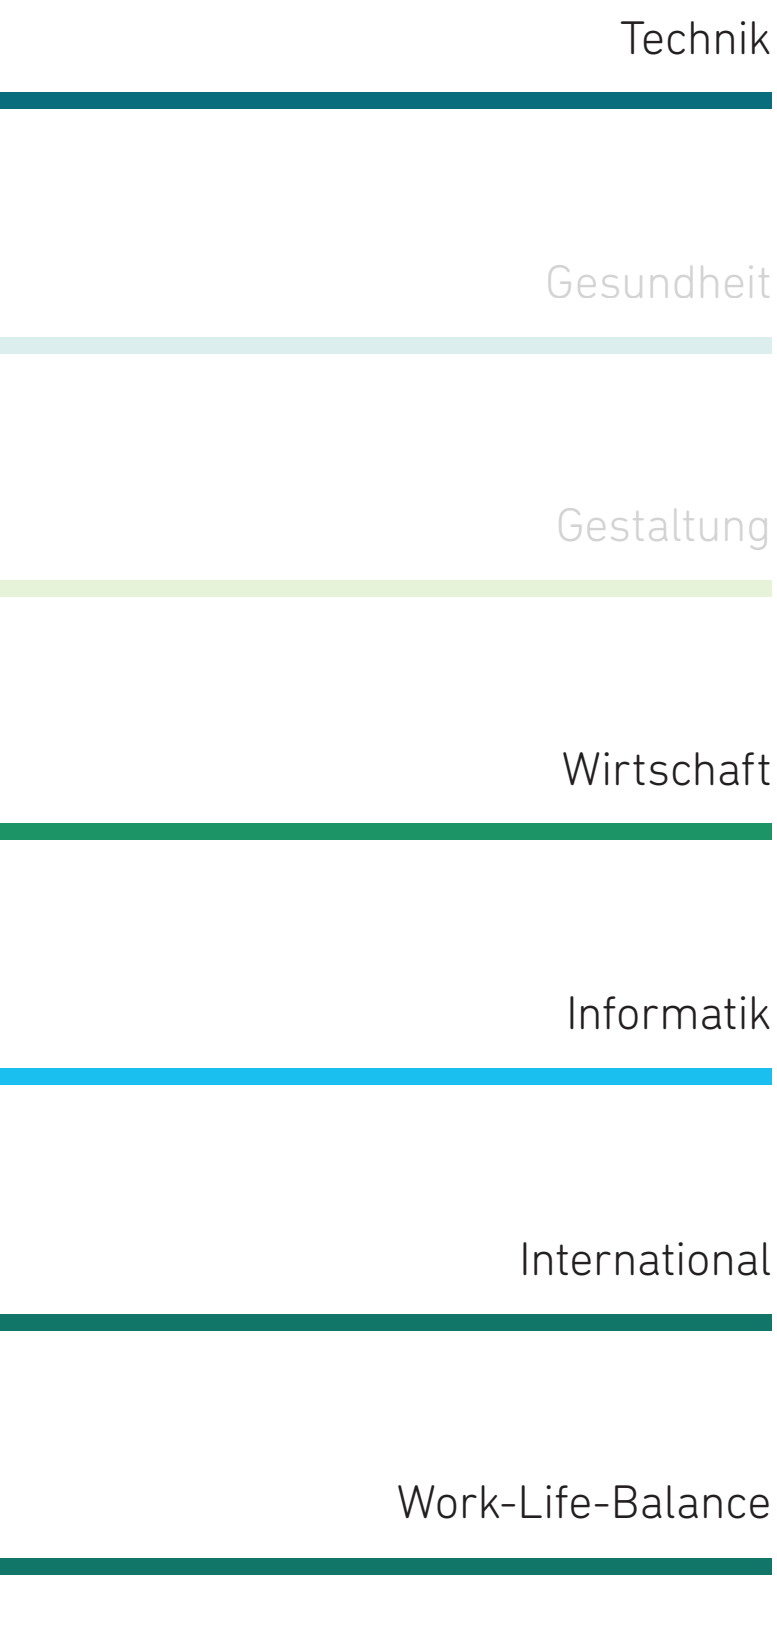 Technik
Gesundheit
Gestaltung
Wirtschaft
Informatik
International
Work-Life-Balance